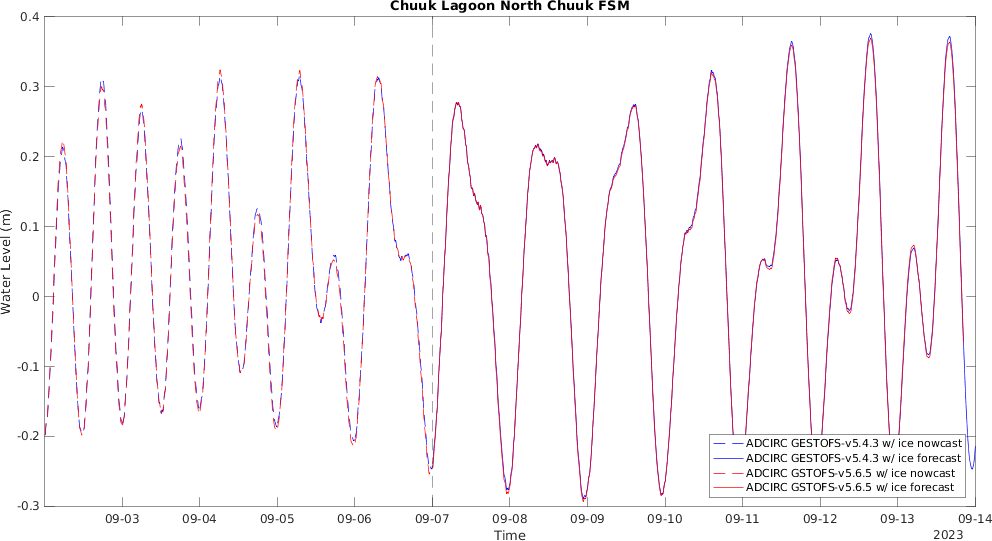 Chuuk Lagoon North Chuuk FSM
0.4
0.3
0.2
0.1
0
-0.1
-0.2
-0.3
Water Level (m)
ADCIRC GESTOFS-v5.4.3 w/ ice nowcast
ADCIRC GESTOFS-v5.4.3 w/ ice forecast
ADCIRC GSTOFS-v5.6.5 w/ ice nowcast
ADCIRC GSTOFS-v5.6.5 w/ ice forecast
09-03 09-04 09-05 09-06 09-07 09-08 09-09 09-10 09-11 09-12 09-13 09-14
Time
2023